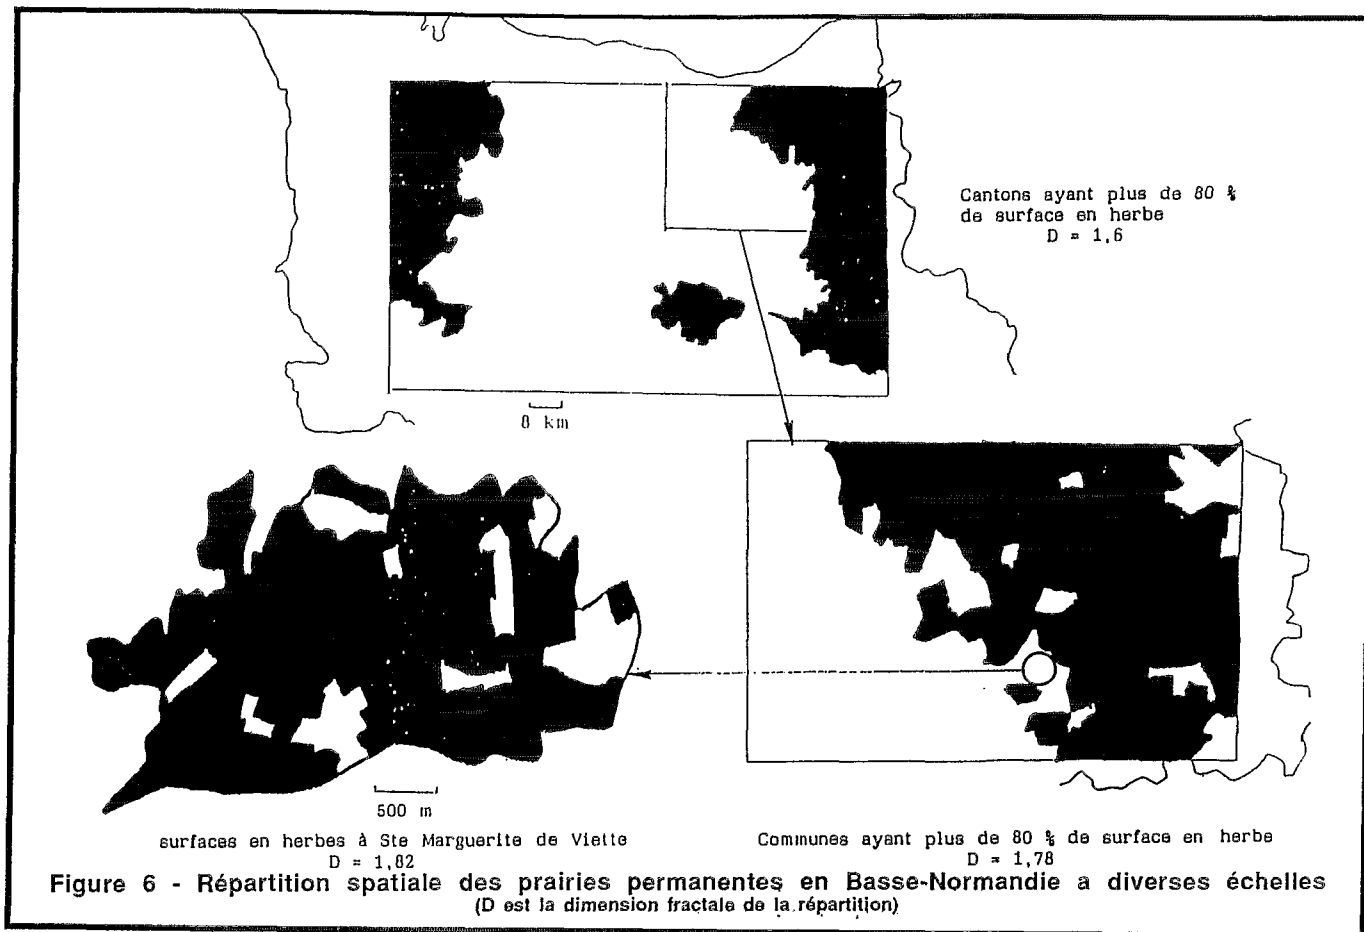 Cantons ayant plus de 80 %
de surface en herbe
D = 1,6
8 km
500 m
surfaces en herbes à Ste Marguerite de Viette
D = 1,82
Communes ayant plus de 80 % de surface en herbe
D = 1,78
Figure 6 - Répartition spatiale des prairies permanentes en Basse-Normandie a diverses échelles
(D est la dimension fractale de la répartition)